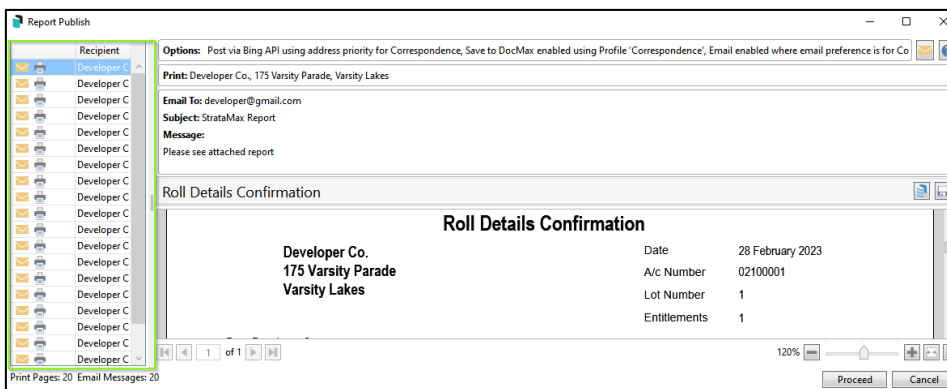 Report Publish
Recipient
Options: Post via Bing API using address priority for Correspondence, Save to DocMax enabled using Profile 'Correspondence', Email enabled where email preference is for Co
Developer C
Print: Developer Co., 175 Varsity Parade, Varsity Lakes
Developer C
Developer C
Email To: developer@gmail.com
Developer C
Subject: StrataMax Report
Developer C
Message:
Developer C
Please see attached report
Developer C
Developer C
Developer C
Roll Details Confirmation
Developer C
Developer C
Roll Details Confirmation
Developer C
Developer Co.
Date 28 February 2023
Developer C
175 Varsity Parade
A/c Number 02100001
Developer C
Varsity Lakes
Lot Number 1
Developer C
Developer C
Entitlements 1
Developer C
Developer C
1 of 1
120%
Developer C
Print Pages: 20 Email Messages: 20
Proceed
Cancel